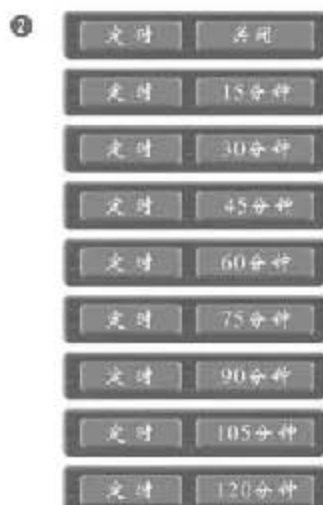 ❷
定时 关闭
定时 15分钟
定时 30分钟
定时 45分钟
定时 60分钟
定时 75分钟
定时 90分钟
定时 105分钟
定时 120分钟